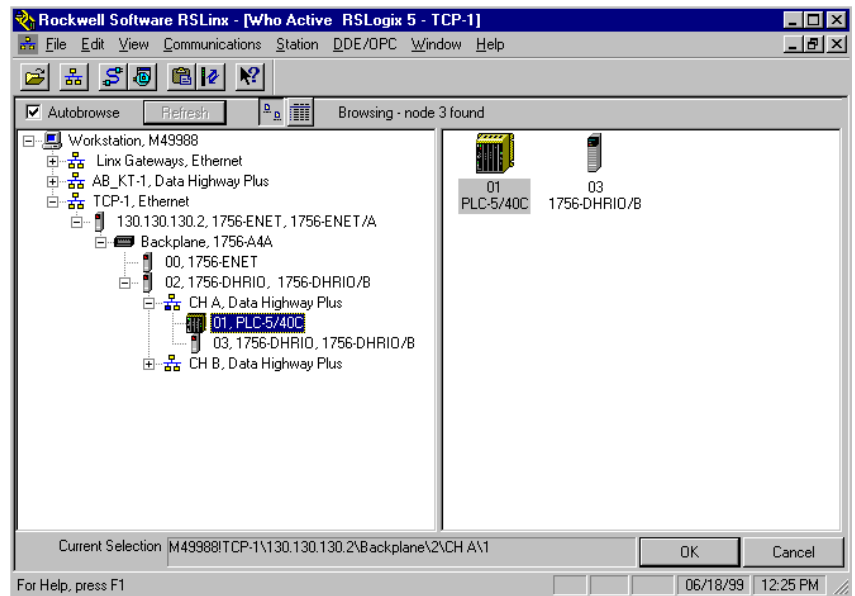 Rockwell Software RSLinx - [Who Active  RSLogix 5 - TCP-1]
File Edit View Communications Station DDE/OPC Window Help
Autobrowse Refresh Browsing - node 3 found
Workstation, M49988
Linx Gateways, Ethernet
AB_KT-1, Data Highway Plus
TCP-1, Ethernet
130.130.130.2, 1756-ENET, 1756-ENET/A
Backplane, 1756-A4A
00, 1756-ENET
02, 1756-DHRIO,  1756-DHRIO/B
CH A, Data Highway Plus
01, PLC-5/40C
03, 1756-DHRIO, 1756-DHRIO/B
CH B, Data Highway Plus
01
PLC-5/40C
03
1756-DHRIO/B
Current Selection M49988!TCP-1\130.130.130.2\Backplane\2\CH A\1
OK Cancel
For Help, press F1 06/18/99 12:25 PM